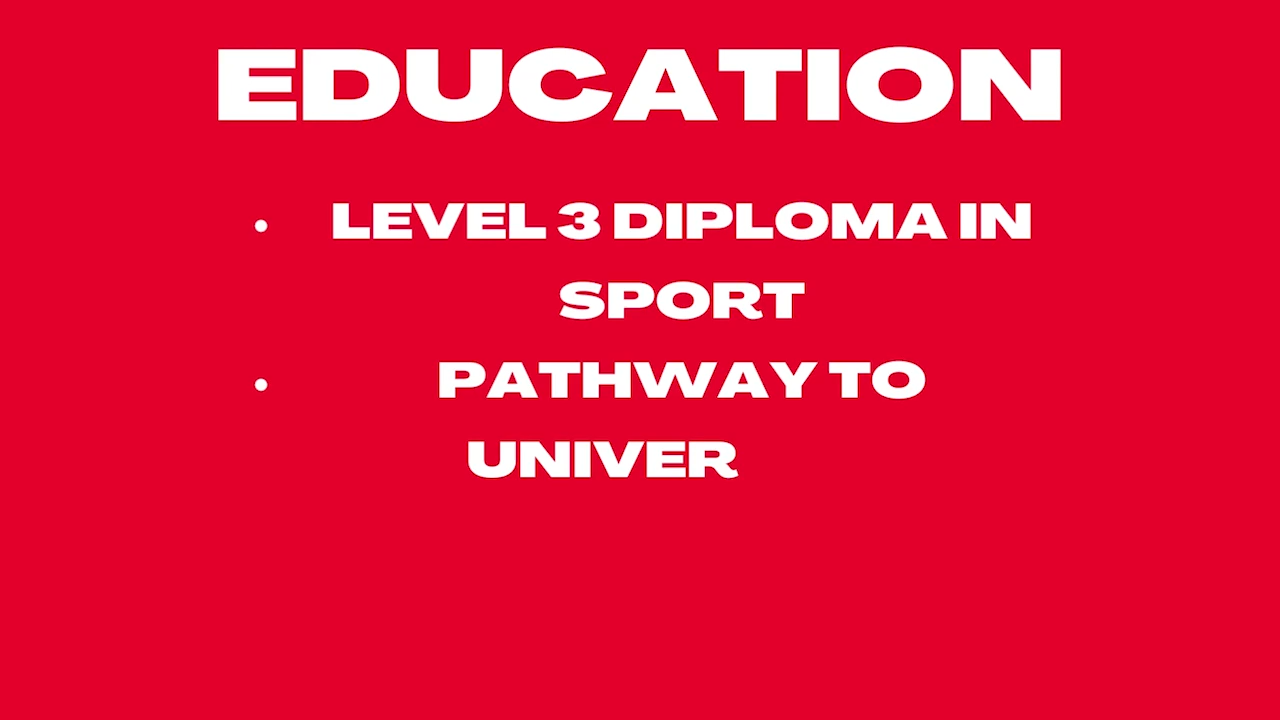 EDUCATION
• LEVEL 3 DIPLOMA IN
SPORT
• PATHWAY TO
UNIVER